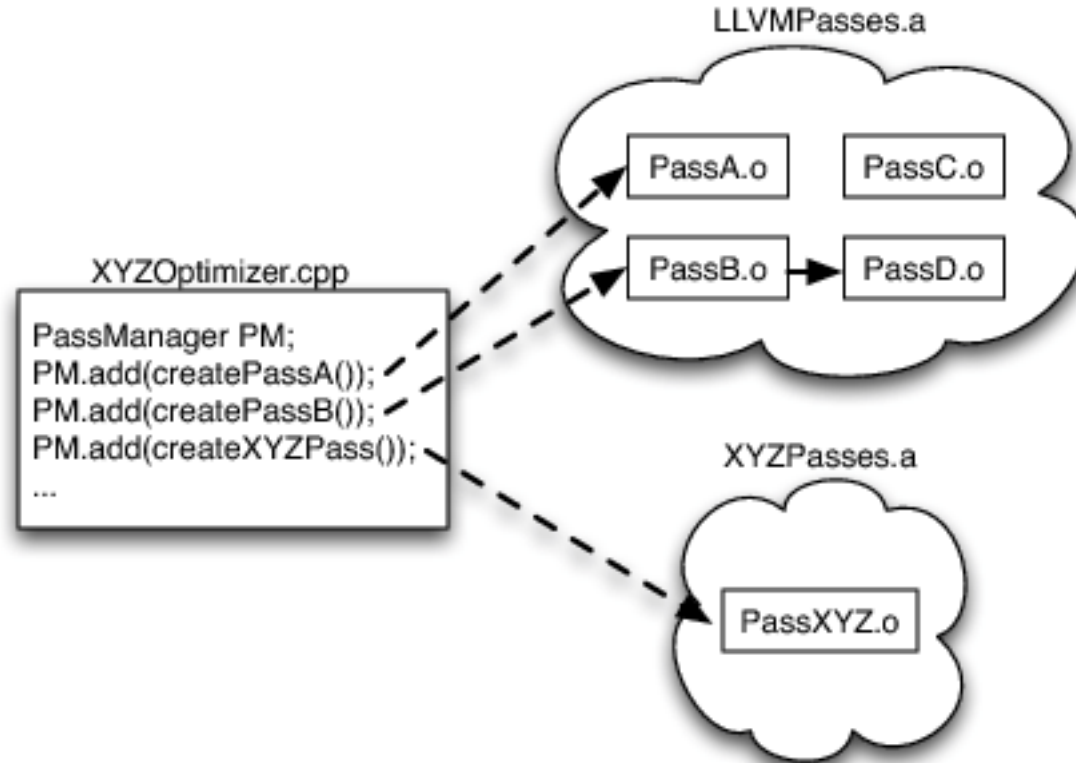 LLVMPasses.a
PassA.o
PassC.o
PassB.o
PassD.o
XYZOptimizer.cpp
PassManager PM;
PM.add(createPassA());
PM.add(createPassB());
PM.add(createXYZPass());
...
XYZPasses.a
PassXYZ.o